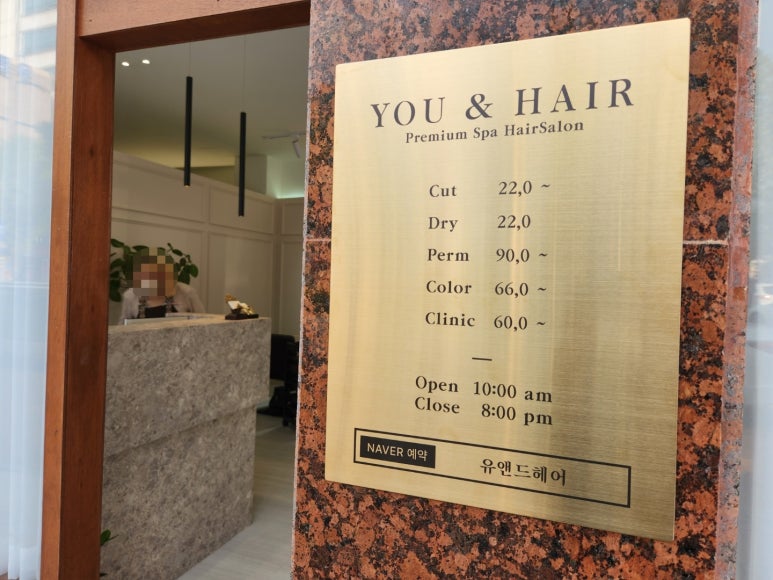 YOU & HAIR
Premium Spa HairSalon
Cut 22,0 ~
Dry 22,0
Perm 90,0 ~
Color 66,0 ~
Clinic 60,0 ~
Open 10:00 am
Close 8:00 pm
NAVER 예약 유앤드헤어